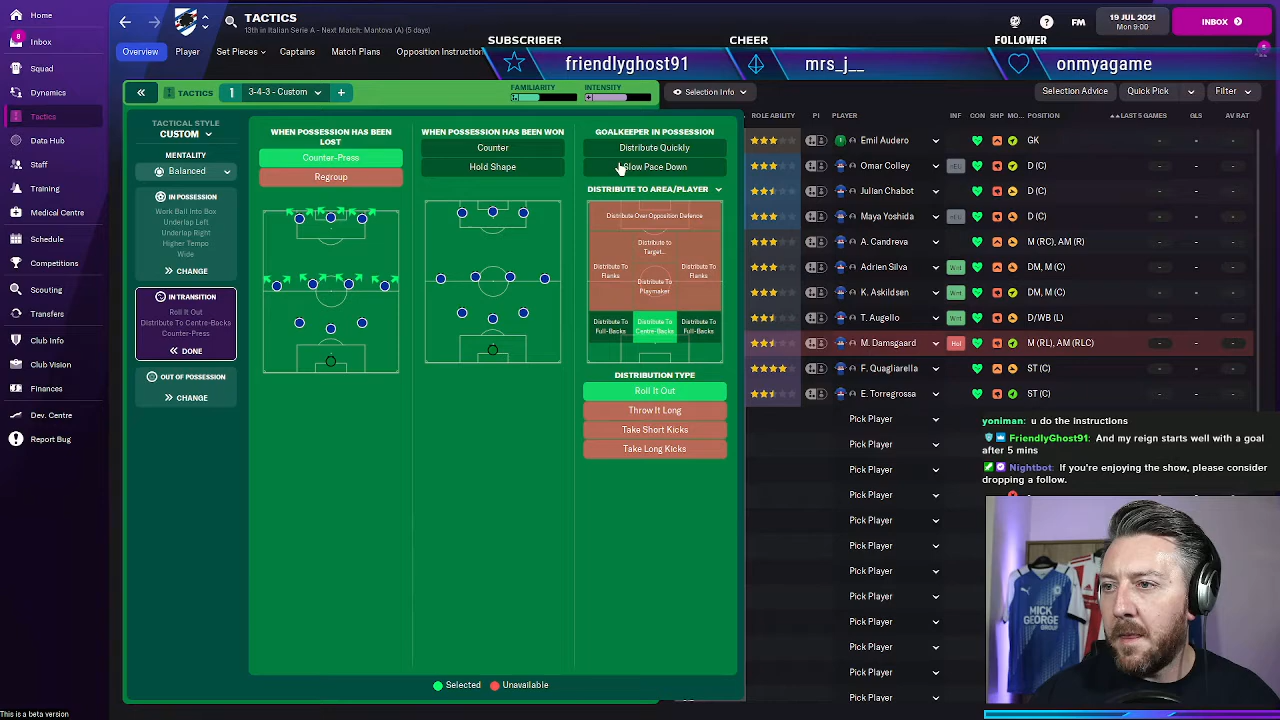 Home
8
Inbox
Squad
Dynamics
Tactics
Data Hub
Staff
Training
Medical Centre
Schedule
Competitions
Scouting
Transfers
Club Info
Club Vision
Finances
Dev. Centre
Report Bug
TACTICS
13th in Italian Serie A - Next Match: Mantova (A) (5 days)
FM
19 JUL 2021
Mon 9:00
INBOX
Overview
Player
Set Pieces
Captains
Match Plans
Opposition Instruction
SUBSCRIBER
friendlyghost91
CHEER
mrs_j__
FOLLOWER
onmyagame
TACTICS
1
3-4-3 - Custom
FAMILIARITY
INTENSITY
Selection Info
Selection Advice
Quick Pick
Filter
TACTICAL STYLE
CUSTOM
MENTALITY
Balanced
IN POSSESSION
Work Ball Into Box
Underlap Left
Underlap Right
Higher Tempo
Wide
CHANGE
IN TRANSITION
Roll It Out
Distribute To Centre-Backs
Counter-Press
DONE
OUT OF POSSESSION
CHANGE
WHEN POSSESSION HAS BEEN
LOST
Counter-Press
Regroup
WHEN POSSESSION HAS BEEN WON
Counter
Hold Shape
GOALKEEPER IN POSSESSION
Distribute Quickly
Slow Pace Down
DISTRIBUTE TO AREA/PLAYER
Distribute Over Opposition Defence
Distribute to
Target...
Distribute To
Flanks
Distribute To
Playmaker
Distribute To
Flanks
Distribute To
Full-Backs
Distribute To
Centre-Backs
Distribute To
Full-Backs
DISTRIBUTION TYPE
Roll It Out
Throw It Long
Take Short Kicks
Take Long Kicks
Selected
Unavailable
ROLE ABILITY
PI
PLAYER
INF
CON
SHP
MO...
POSITION
LAST5 GAMES
GLS
AV RAT
Emil Audero
GK
Omar Colley
D (C)
Julian Chabot
D (C)
Maya Yoshida
D (C)
A. Candreva
M (RC), AM (R)
Adrien Silva
Wnt
DM, M (C)
K. Askildsen
Wnt
DM, M (C)
T. Augello
Wnt
D/WB (L)
M. Damsgaard
Hol
M (RL), AM (RLC)
F. Quagliarella
ST (C)
E. Torregrossa
ST (C)
Pick Player
Pick Player
Pick Player
Pick Player
Pick Player
Pick Player
Pick Player
Pick Player
Pick Player
Pick Player
Pick Player
Pick Player
yoniman: u do the instructions
FriendlyGhost91: And my reign starts well with a goal
after 5 mins
Nightbot: If you're enjoying the show, please consider
dropping a follow.
MICK
GEORGE
This is a beta version